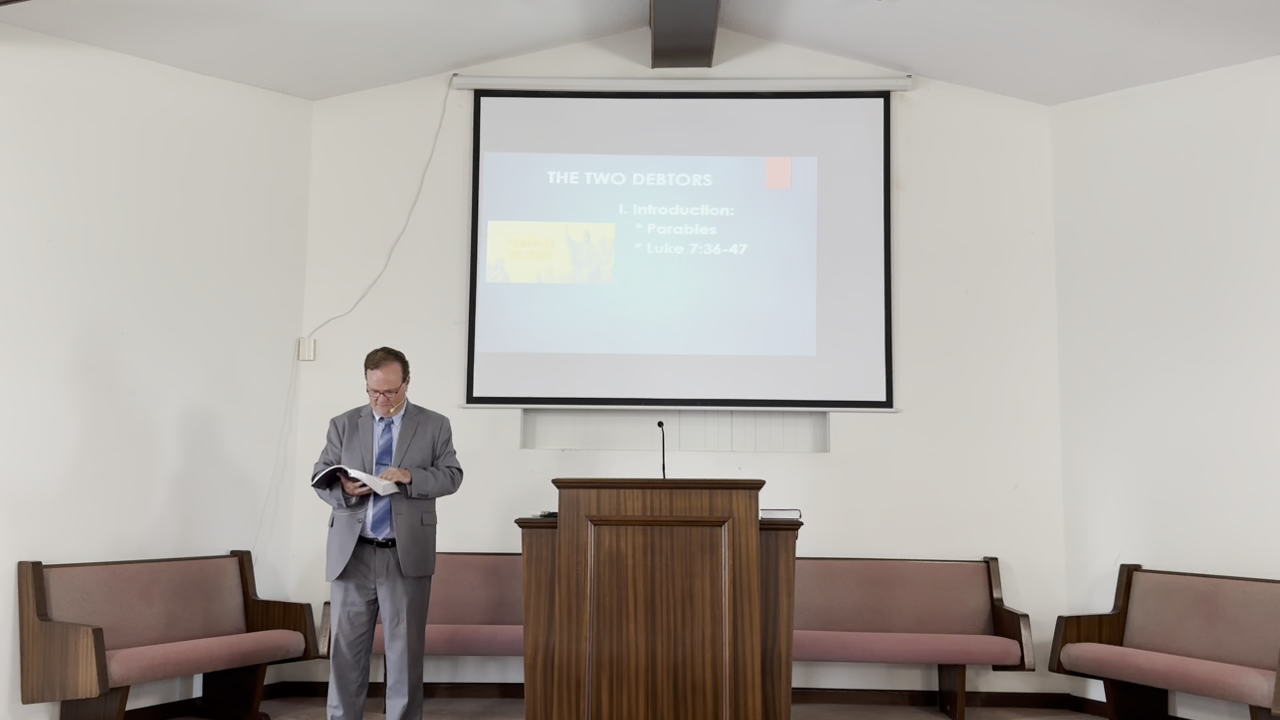 THE TWO DEBTORS
I. Introduction:
* Parables
* Luke 7:36-47